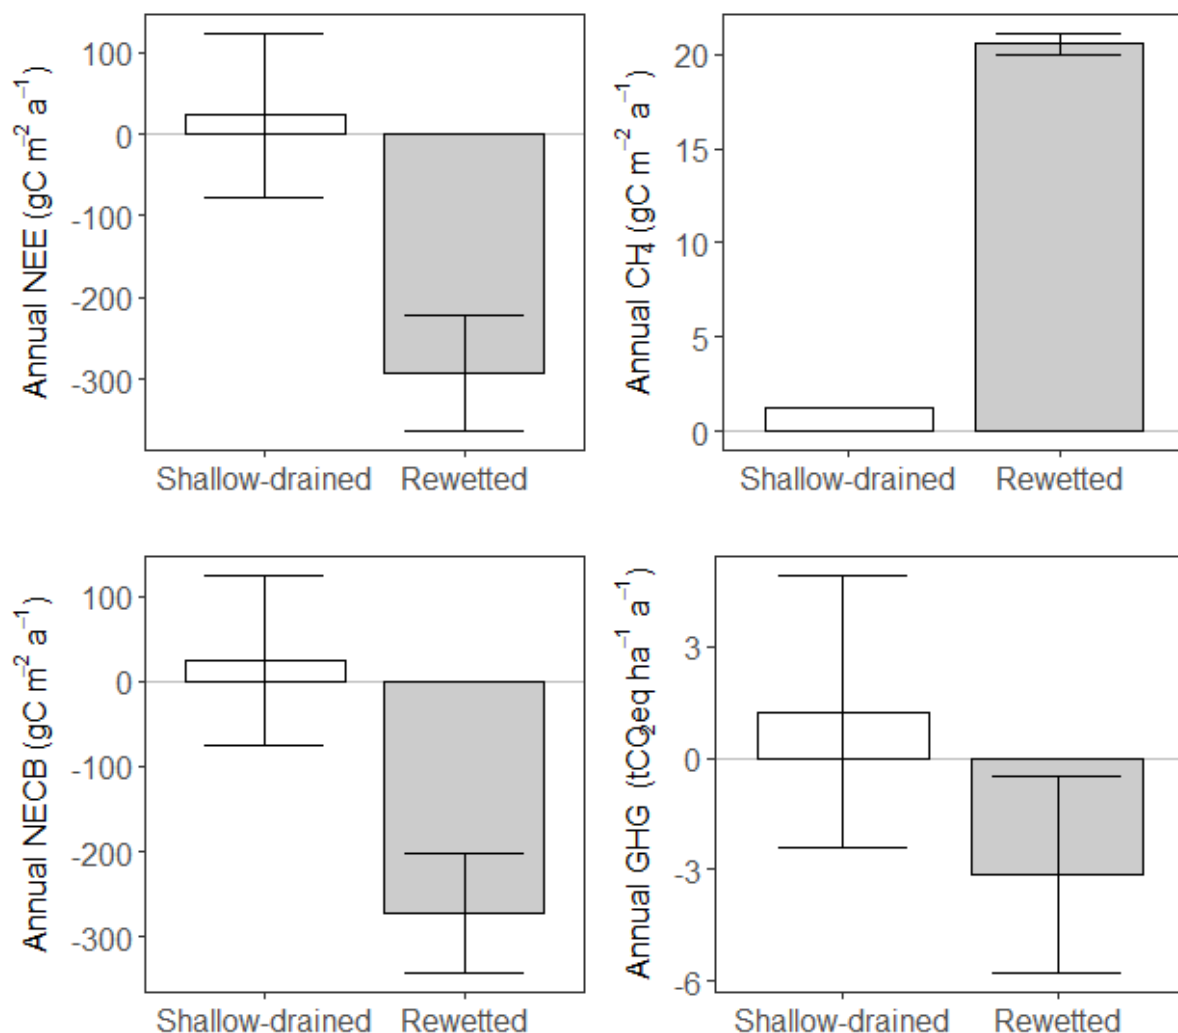 Annual NEE (gC m⁻² a⁻¹)
100
0
-100
-200
-300
Shallow-drained Rewetted
Annual CH₄ (gC m⁻² a⁻¹)
20
15
10
5
0
Shallow-drained Rewetted
Annual NECB (gC m⁻² a⁻¹)
100
0
-100
-200
-300
Shallow-drained Rewetted
Annual GHG (tCO₂eq ha⁻¹ a⁻¹)
3
0
-3
-6
Shallow-drained Rewetted